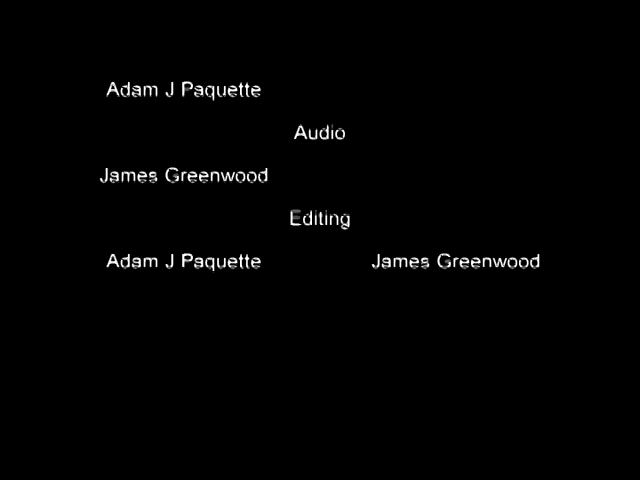 Adam J Paquette
Audio
James Greenwood
Editing
Adam J Paquette James Greenwood